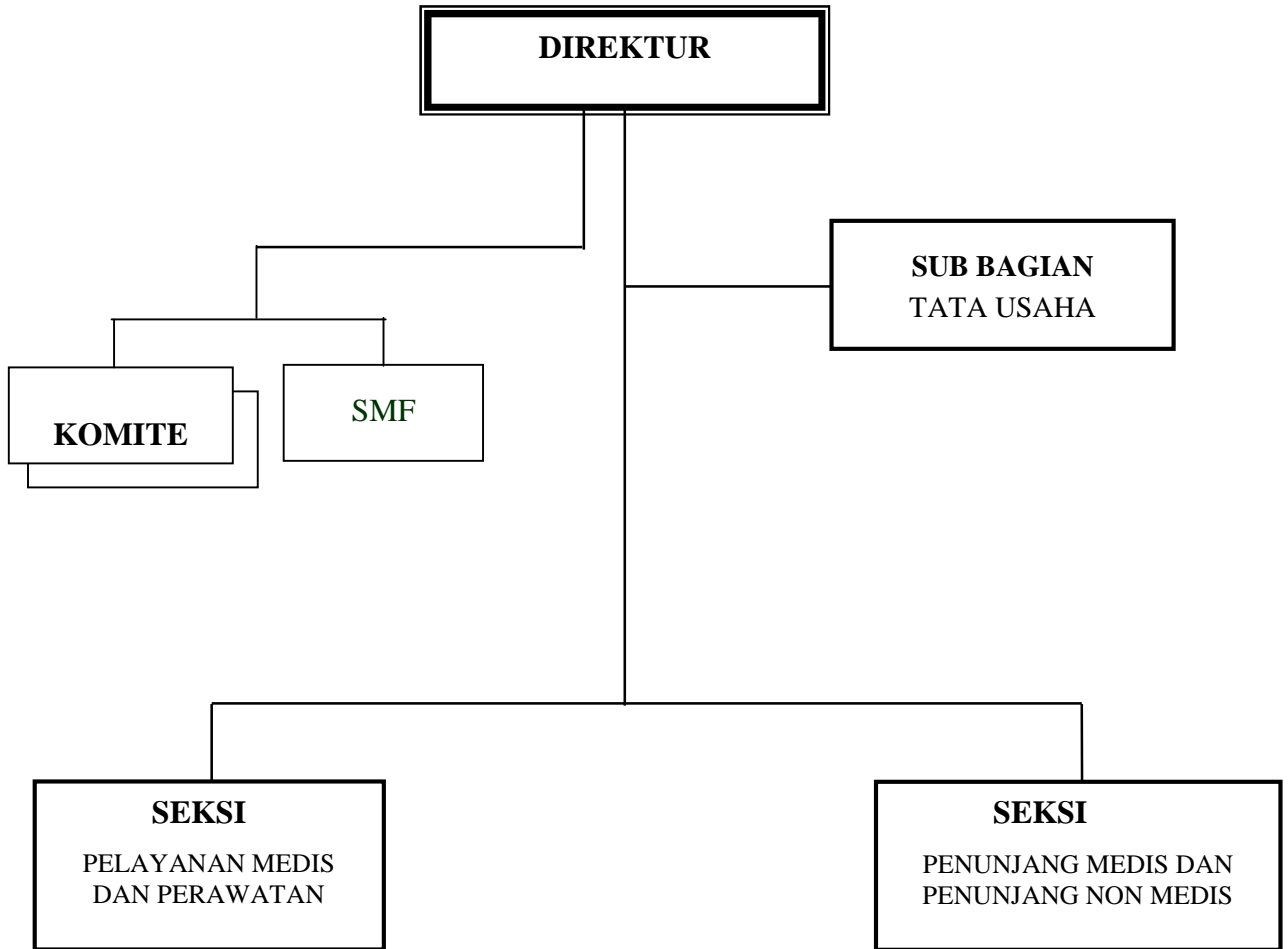 DIREKTUR
SUB BAGIAN
TATA USAHA
KOMITE
SMF
SEKSI
PELAYANAN MEDIS
DAN PERAWATAN
SEKSI
PENUNJANG MEDIS DAN
PENUNJANG NON MEDIS